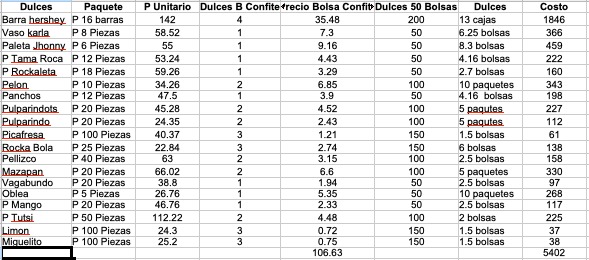 Dulces Paquete P Unitario Dulces B Confite recio Bolsa Confit Dulces 50 Bolsas Dulces Costo
Barra hershey P 16 barras 142 4 35.48 200 13 cajas 1846
Vaso karla P 8 Piezas 58.52 1 7.3 50 6.25 bolsas 366
Paleta Jhonny P 6 Piezas 55 1 9.16 50 8.3 bolsas 459
P Tama Roca P 12 Piezas 53.24 1 4.43 50 4.16 bolsas 222
P Rockaleta P 18 Piezas 59.26 1 3.29 50 2.7 bolsas 160
Pelon P 10 Piezas 34.26 2 6.85 100 10 paquetes 343
Panchos P 12 Piezas 47.5 1 3.9 50 4.16 bolsas 198
Pulparindots P 20 Piezas 45.28 2 4.52 100 5 paqutes 227
Pulparindo P 20 Piezas 24.35 2 2.43 100 5 paqutes 112
Picafresa P 100 Piezas 40.37 3 1.21 150 1.5 bolsas 61
Rocka Bola P 25 Piezas 22.84 3 2.74 150 6 bolsas 138
Pellizco P 40 Piezas 63 2 3.15 100 2.5 bolsas 158
Mazapan P 20 Piezas 66.02 2 6.6 100 5 paquetes 330
Vagabundo P 20 Piezas 38.8 1 1.94 50 2.5 bolsas 97
Oblea P 5 Piezas 26.76 1 5.35 50 10 paquetes 268
P Mango P 20 Piezas 46.76 1 2.33 50 2.5 bolsas 117
P Tutsi P 50 Piezas 112.22 2 4.48 100 2 bolsas 225
Limon P 100 Piezas 24.3 3 0.72 150 1.5 bolsas 37
Miguelito P 100 Piezas 25.2 3 0.75 150 1.5 bolsas 38
106.63 5402